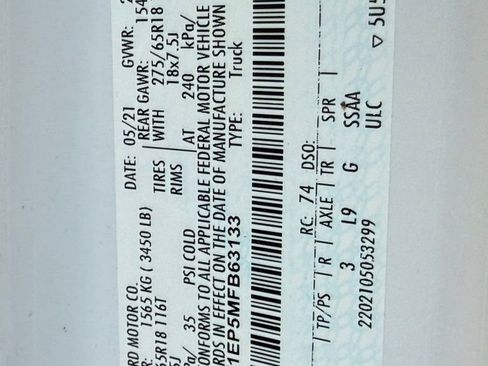 RD MOTOR CO. DATE: 05/21 GVWR:
R: 1565 KG ( 3450 LB) REAR GAWR: 154
65R18 116T TIRES WITH 275/65R18
5J RIMS 18x7.5J
Pa/ 35 PSI COLD AT 240 kPa/
CONFORMS TO ALL APPLICABLE FEDERAL MOTOR VEHICLE
RDS IN EFFECT ON THE DATE OF MANUFACTURE SHOWN
1EP5MFB63133 TYPE: Truck
RC: 74 DSO:
TP/PS R AXLE TR SPR
3 L9 G SSAA
2202105053299 ULC
▽ 5U5